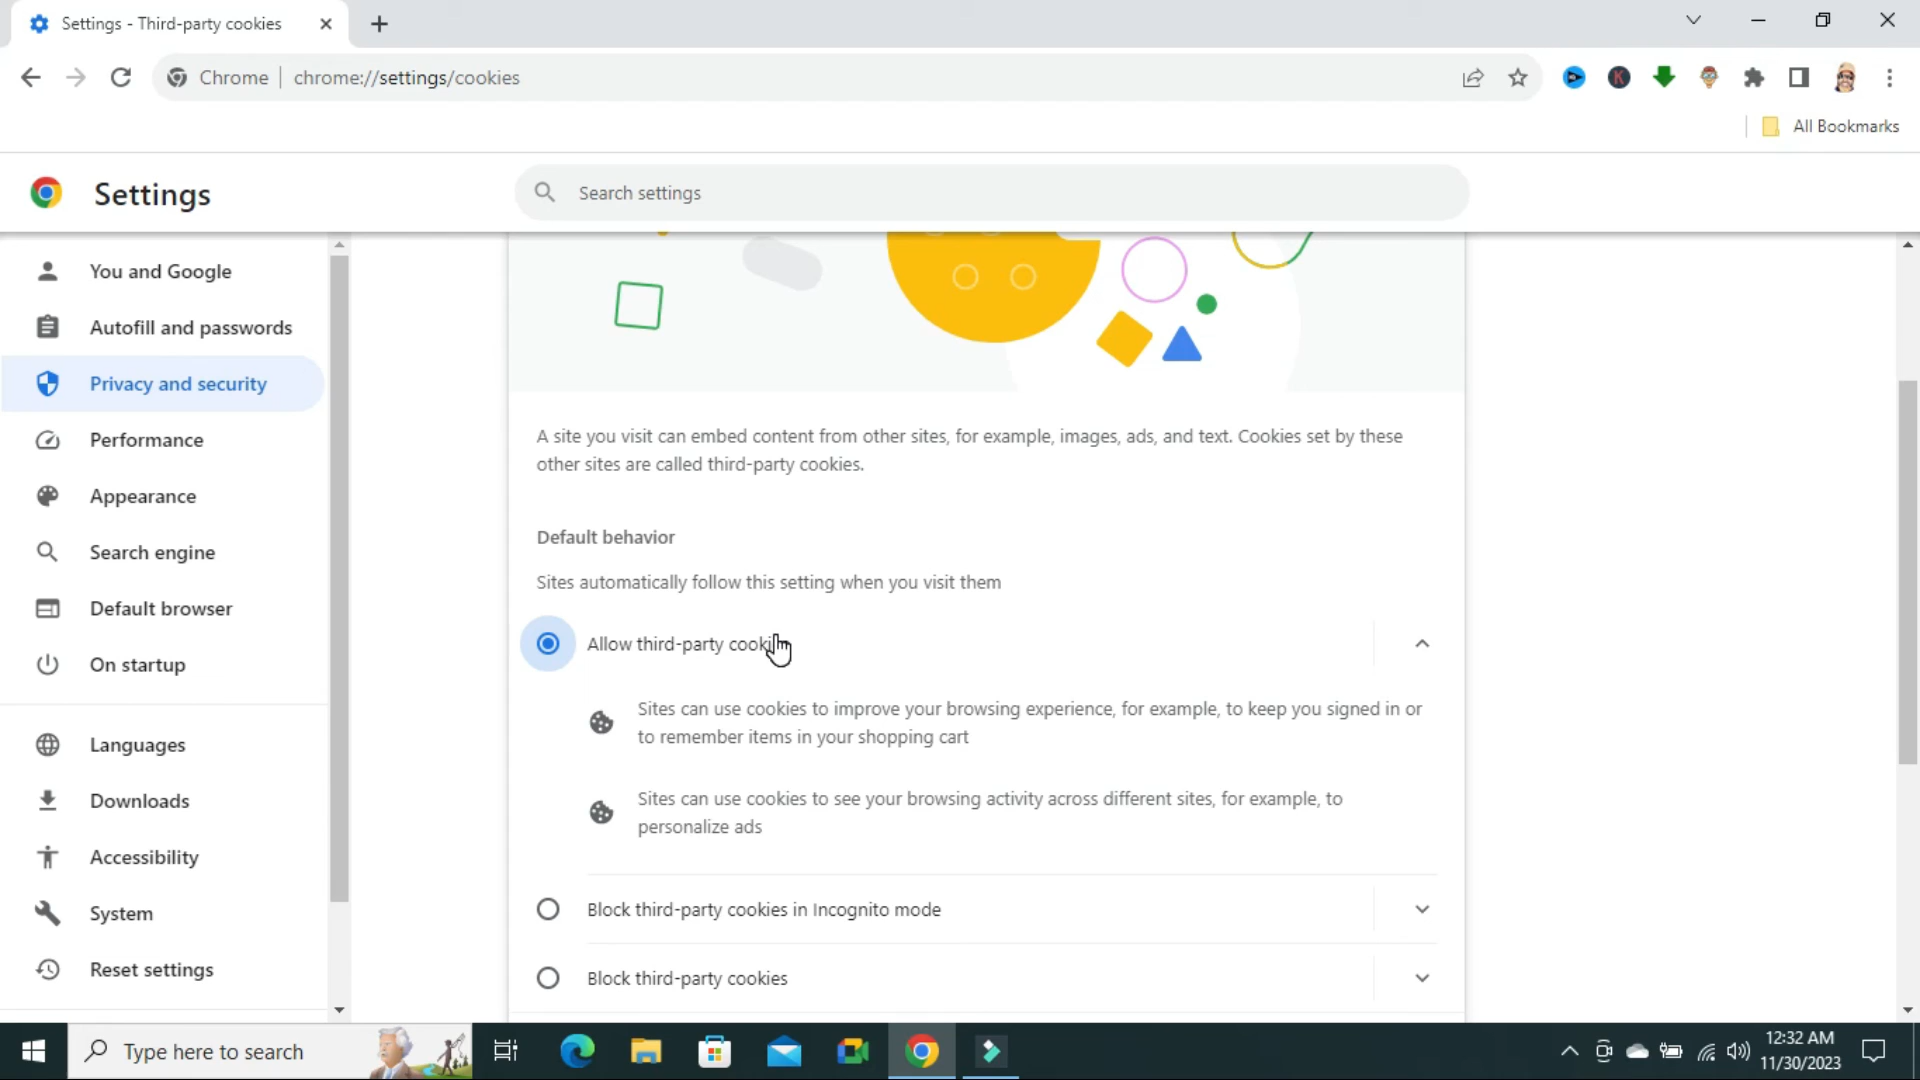 Settings - Third-party cookies
Chrome
chrome://settings/cookies
All Bookmarks
Settings
Search settings
You and Google
Autofill and passwords
Privacy and security
Performance
Appearance
Search engine
Default browser
On startup
Languages
Downloads
Accessibility
System
Reset settings
A site you visit can embed content from other sites, for example, images, ads, and text. Cookies set by these
other sites are called third-party cookies.
Default behavior
Sites automatically follow this setting when you visit them
Allow third-party
Sites can use cookies to improve your browsing experience, for example, to keep you signed in or
to remember items in your shopping cart
Sites can use cookies to see your browsing activity across different sites, for example, to
personalize ads
Block third-party cookies in Incognito mode
Block third-party cookies
Type here to search
12:32 AM
11/30/2023